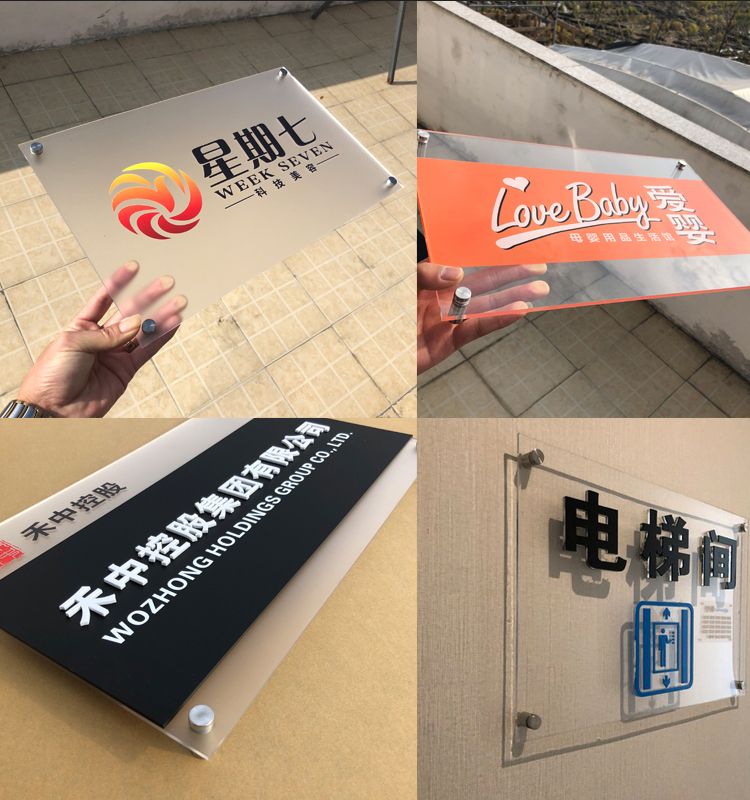 星期七
WEEK SEVEN
科技美容
Love Baby
爱婴
母婴用品生活馆
禾中控股
禾中控股集团有限公司
WOZHONG HOLDINGS GROUP CO., LTD.
电梯间